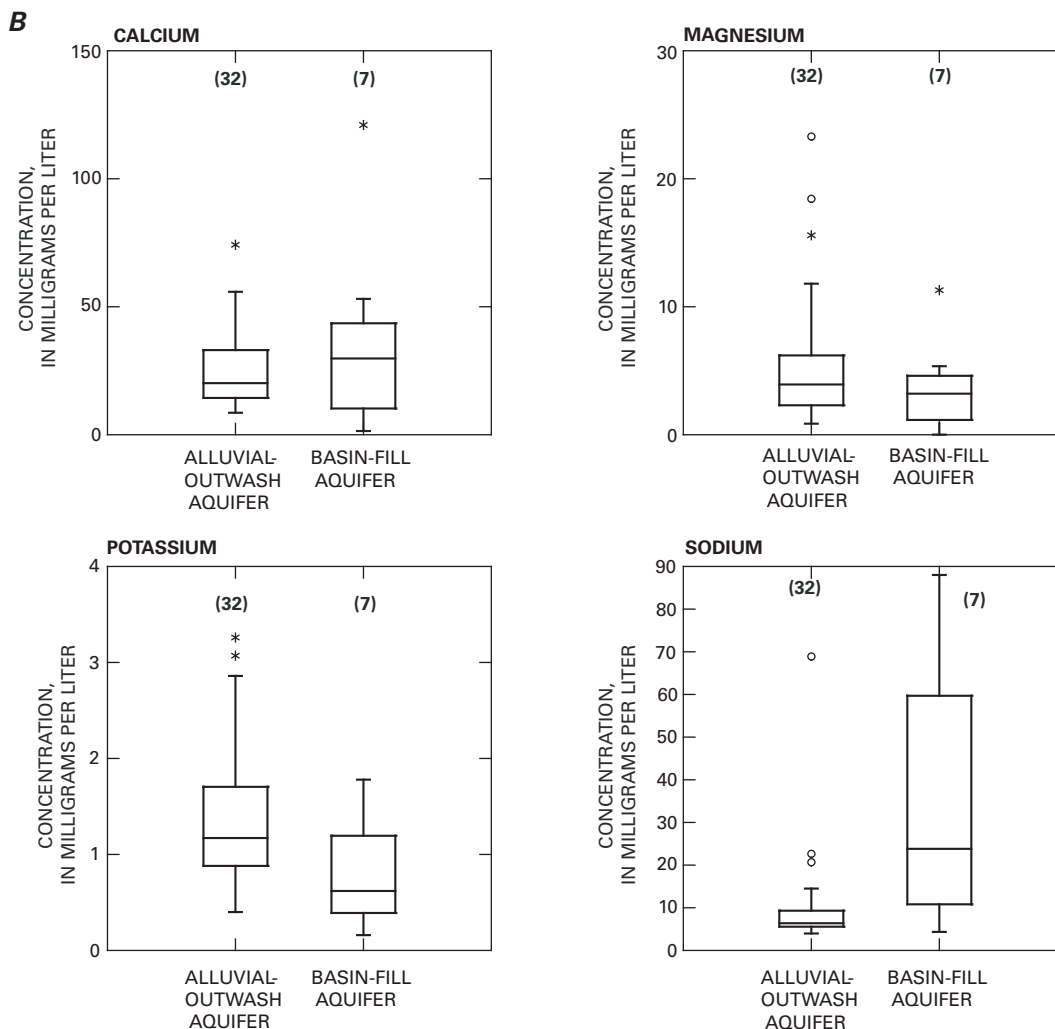 B
CALCIUM
CONCENTRATION,
IN MILLIGRAMS PER LITER
150
100
50
0
(32)
(7)
*
*
ALLUVIAL-
OUTWASH
AQUIFER
BASIN-FILL
AQUIFER
MAGNESIUM
CONCENTRATION,
IN MILLIGRAMS PER LITER
30
20
10
0
(32)
(7)
*
*
ALLUVIAL-
OUTWASH
AQUIFER
BASIN-FILL
AQUIFER
POTASSIUM
CONCENTRATION,
IN MILLIGRAMS PER LITER
4
3
2
1
0
(32)
(7)
*
*
ALLUVIAL-
OUTWASH
AQUIFER
BASIN-FILL
AQUIFER
SODIUM
CONCENTRATION,
IN MILLIGRAMS PER LITER
90
80
70
60
50
40
30
20
10
0
(32)
(7)
ALLUVIAL-
OUTWASH
AQUIFER
BASIN-FILL
AQUIFER